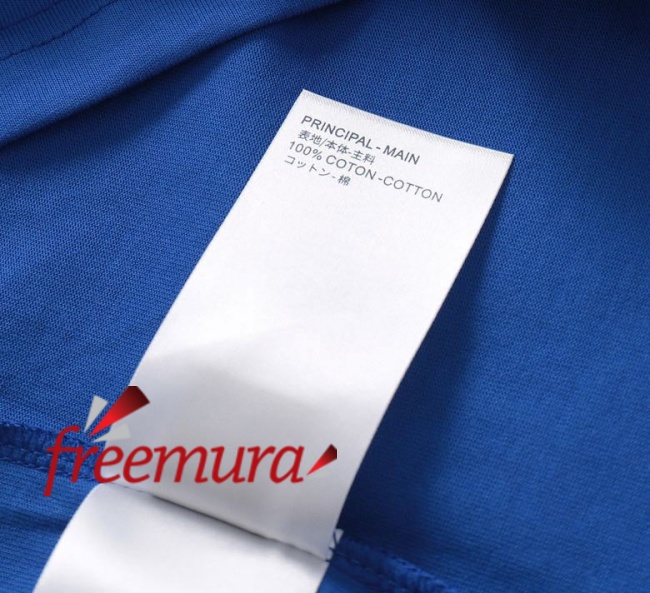 PRINCIPAL - MAIN
表地/本体-主料
100% COTON - COTTON
コットン - 棉
freemura